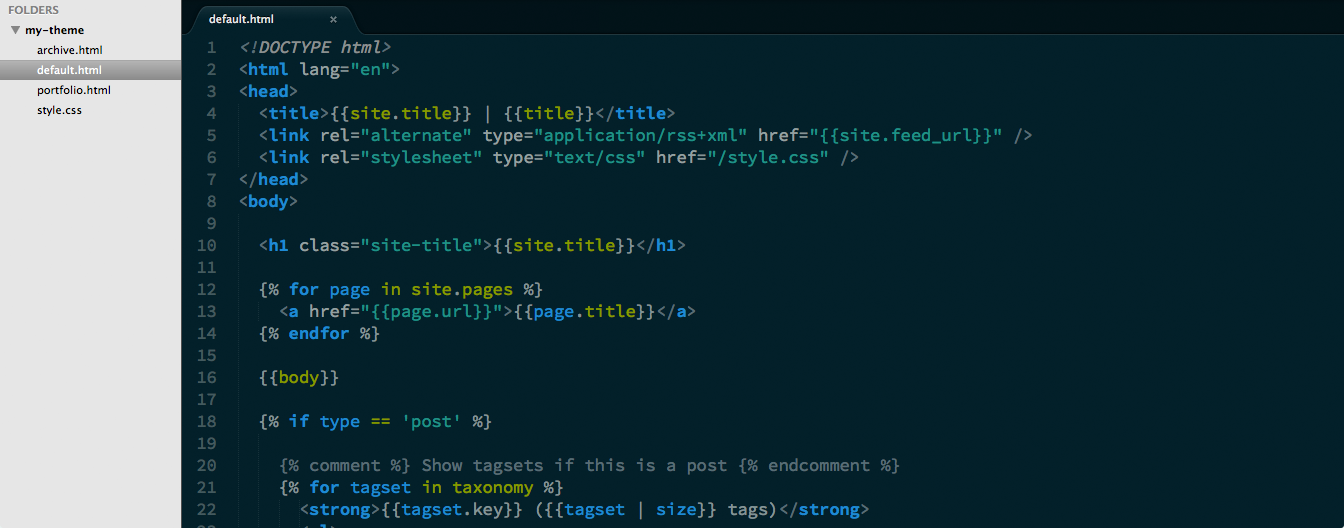 FOLDERS
my-theme
archive.html
default.html
portfolio.html
style.css
default.html ×
1 <!DOCTYPE html>
2 <html lang="en">
3 <head>
4 <title>{{site.title}} | {{title}}</title>
5 <link rel="alternate" type="application/rss+xml" href="{{site.feed_url}}" />
6 <link rel="stylesheet" type="text/css" href="/style.css" />
7 </head>
8 <body>
9
10 <h1 class="site-title">{{site.title}}</h1>
11
12 {% for page in site.pages %}
13 <a href="{{page.url}}">{{page.title}}</a>
14 {% endfor %}
15
16 {{body}}
17
18 {% if type == 'post' %}
19
20 {% comment %} Show tagsets if this is a post {% endcomment %}
21 {% for tagset in taxonomy %}
22 <strong>{{tagset.key}} ({{tagset | size}} tags)</strong>